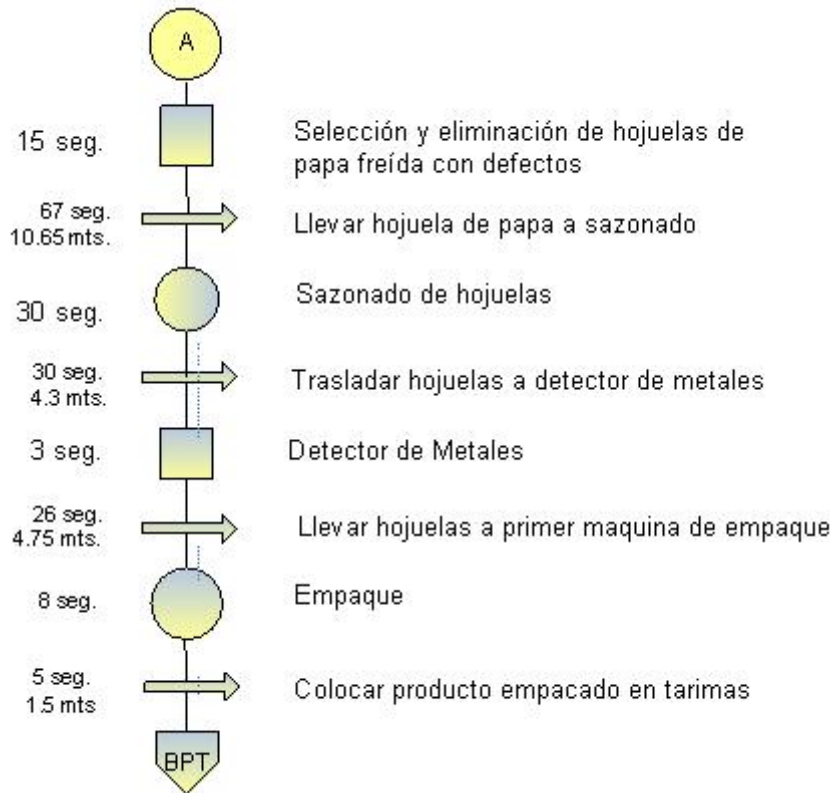 A
15 seg.
Selección y eliminación de hojuelas de
papa freída con defectos
67 seg.
10.65 mts.
Llevar hojuela de papa a sazonado
30 seg.
Sazonado de hojuelas
30 seg.
4.3 mts.
Trasladar hojuelas a detector de metales
3 seg.
Detector de Metales
26 seg.
4.75 mts.
Llevar hojuelas a primer maquina de empaque
8 seg.
Empaque
5 seg.
1.5 mts
Colocar producto empacado en tarimas
BPT